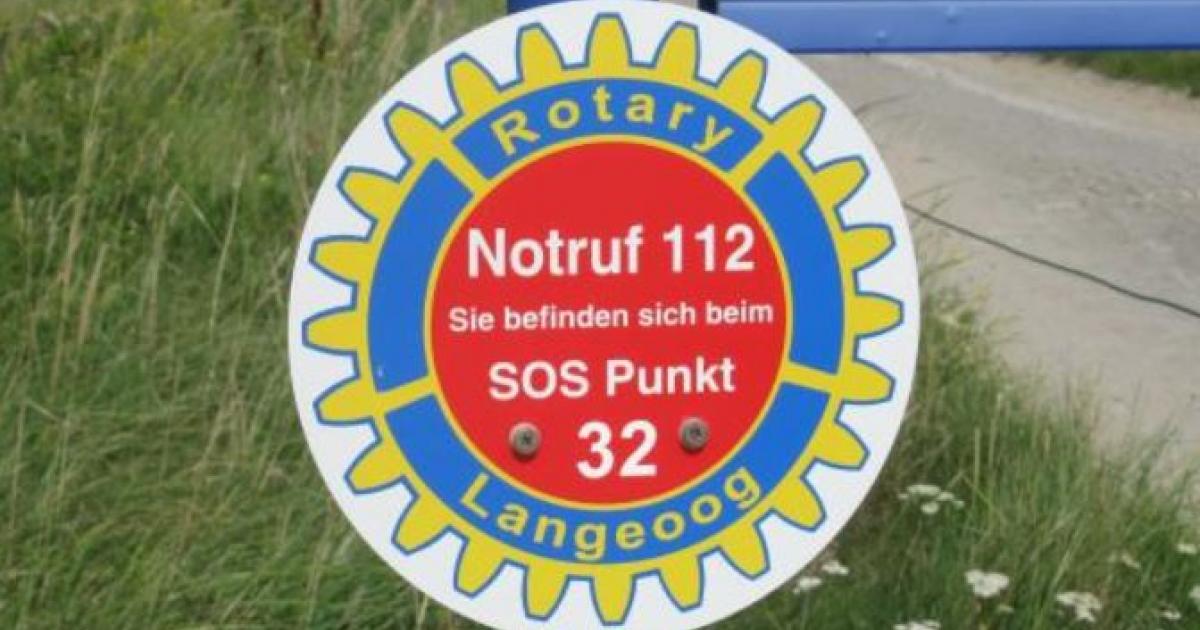 Rotary
Notruf 112
Sie befinden sich beim
SOS Punkt
32
Langeoog